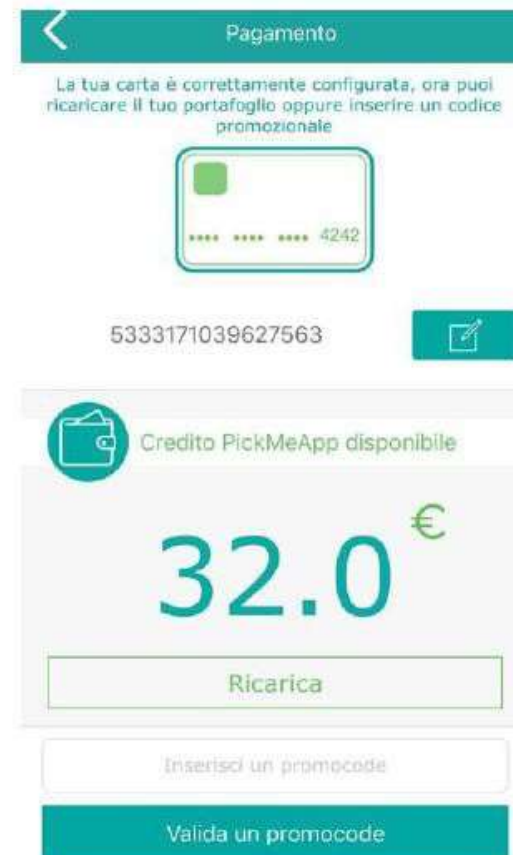 Pagamento
La tua carta è correttamente configurata, ora puoi
ricaricare il tuo portafoglio oppure inserire un codice
promozionale
•••• •••• •••• 4242
5333171039627563
Credito PickMeApp disponibile
32.0 €
Ricarica
Inserisci un promocode
Valida un promocode